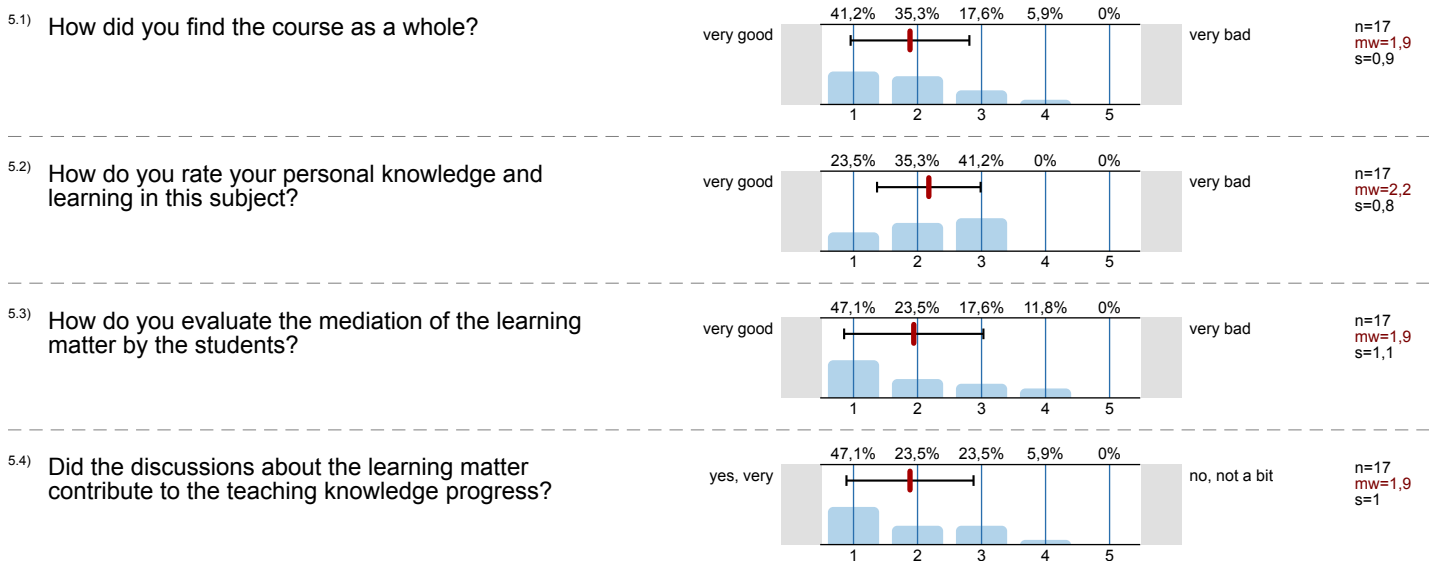 5.1) How did you find the course as a whole?
41,2% 35,3% 17,6% 5,9% 0%
very good
very bad
n=17
mw=1,9
s=0,9
1 2 3 4 5
5.2) How do you rate your personal knowledge and
learning in this subject?
23,5% 35,3% 41,2% 0% 0%
very good
very bad
n=17
mw=2,2
s=0,8
1 2 3 4 5
5.3) How do you evaluate the mediation of the learning
matter by the students?
47,1% 23,5% 17,6% 11,8% 0%
very good
very bad
n=17
mw=1,9
s=1,1
1 2 3 4 5
5.4) Did the discussions about the learning matter
contribute to the teaching knowledge progress?
47,1% 23,5% 23,5% 5,9% 0%
yes, very
no, not a bit
n=17
mw=1,9
s=1
1 2 3 4 5